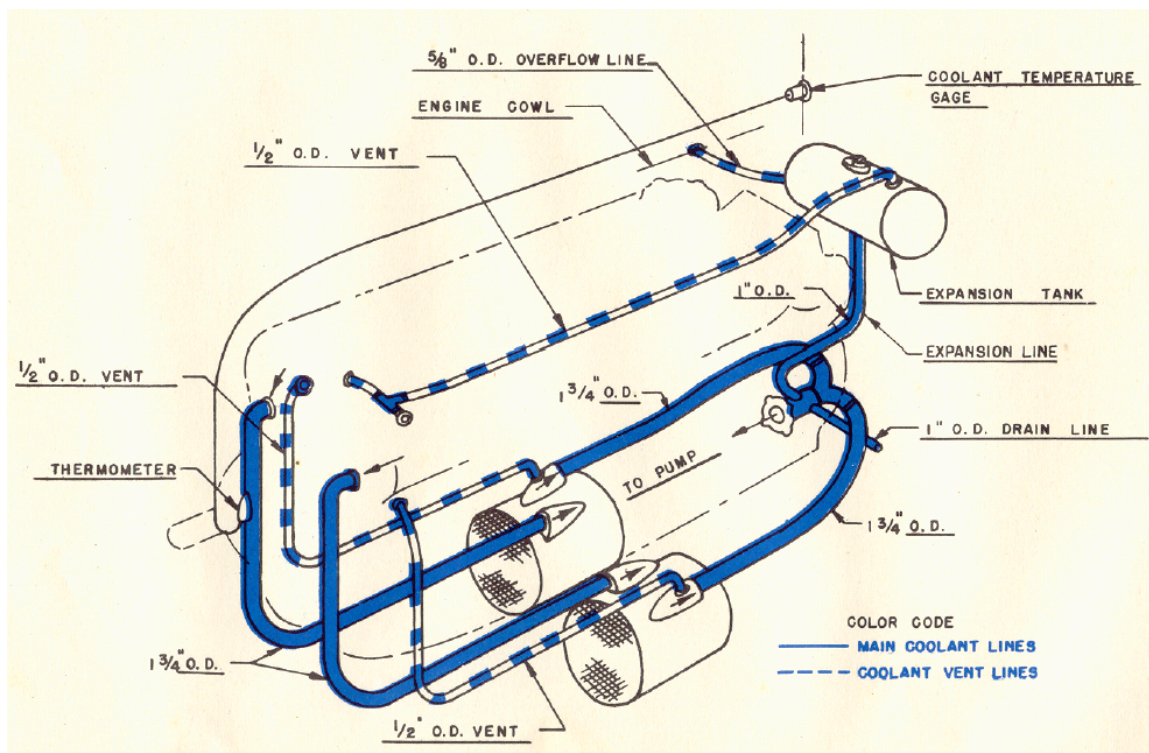 5/8" O.D. OVERFLOW LINE
COOLANT TEMPERATURE
GAGE
ENGINE COWL
1/2" O.D. VENT
1" O.D.
EXPANSION TANK
EXPANSION LINE
1/2" O.D. VENT
1 3/4" O.D.
1" O.D. DRAIN LINE
THERMOMETER
TO PUMP
1 3/4" O.D.
COLOR CODE
MAIN COOLANT LINES
1 3/4" O.D.
COOLANT VENT LINES
1/2" O.D. VENT